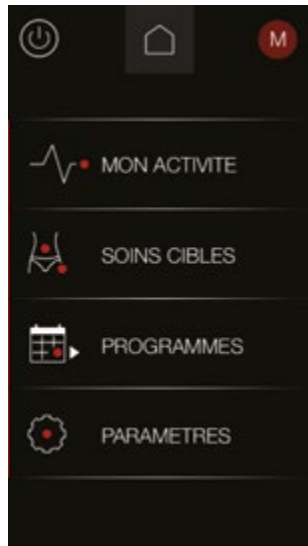 M
MON ACTIVITE
SOINS CIBLES
PROGRAMMES
PARAMETRES